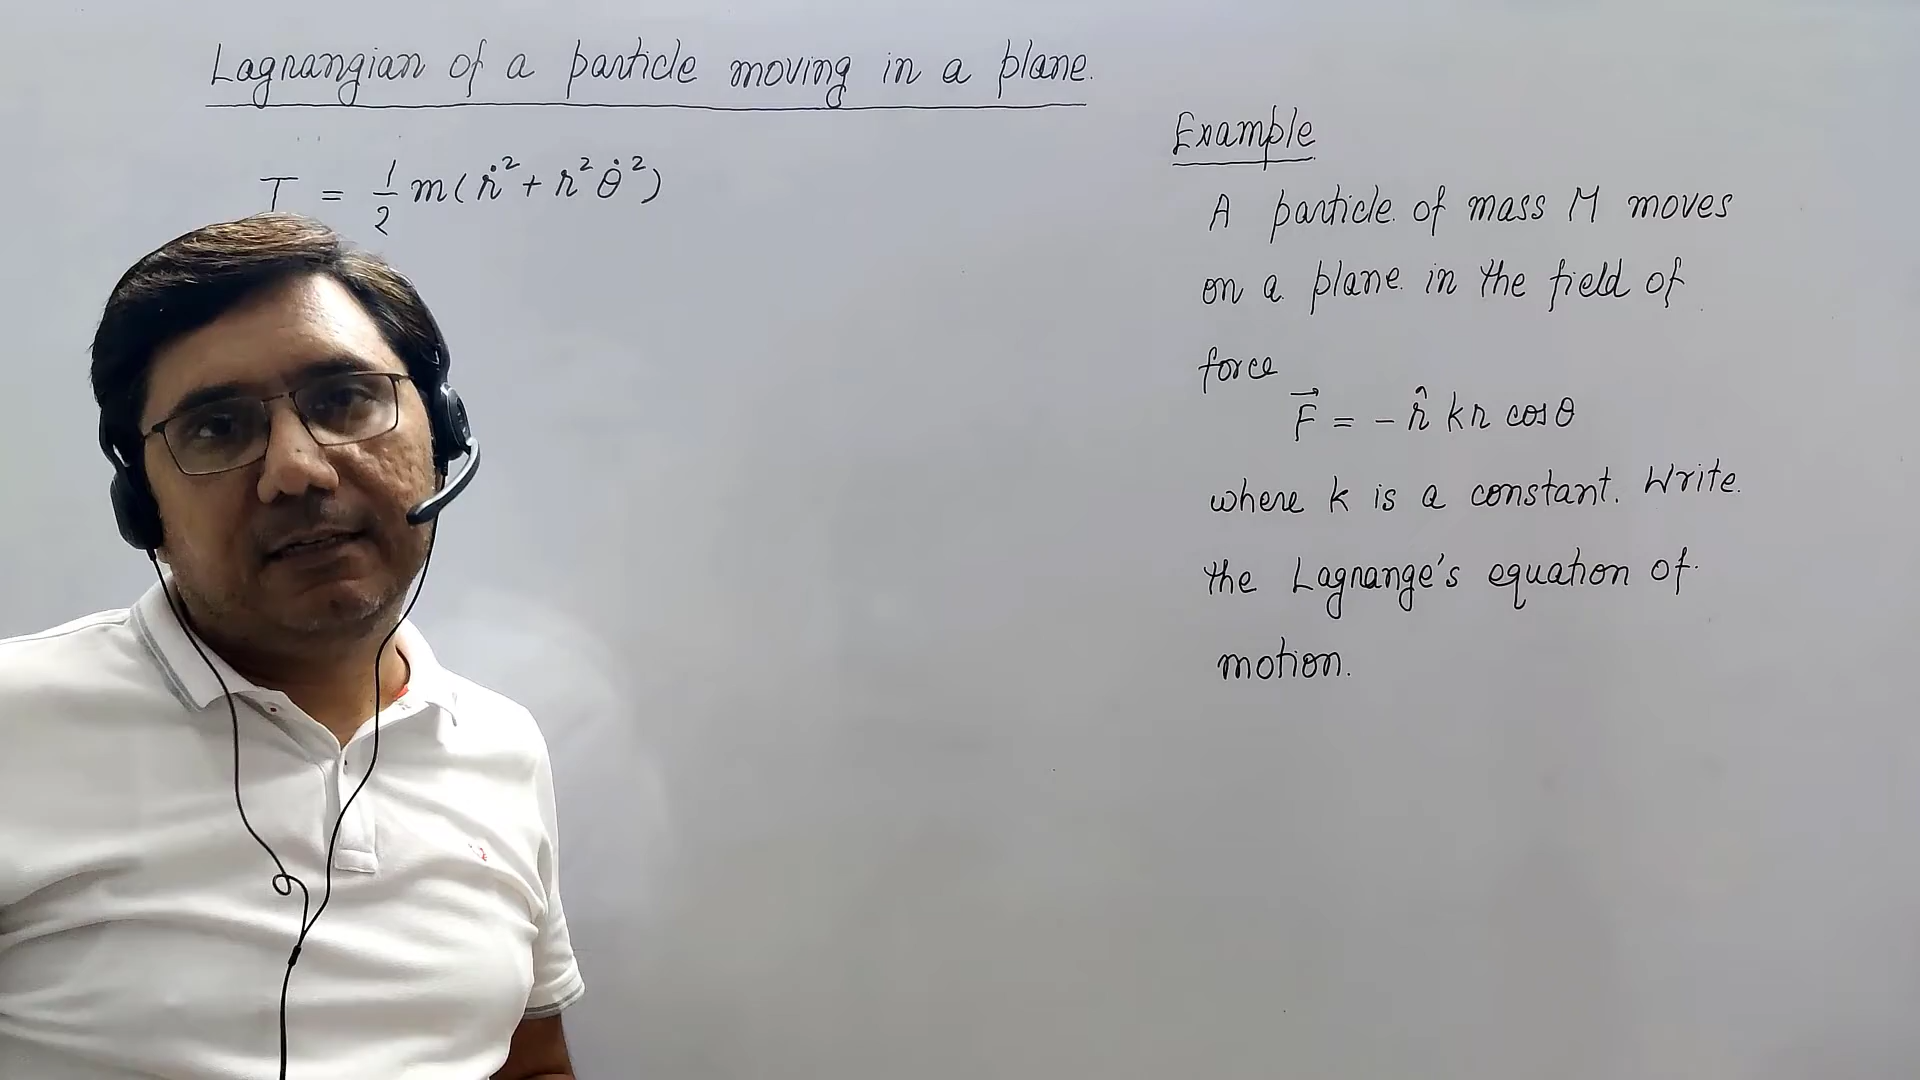 Lagrangian of a particle moving in a plane.
T = 1/2 m(ṙ² + r²θ̇²)
Example
A particle of mass M moves
on a plane in the field of
force
F⃗ = − r̂ kr cosθ
where k is a constant. Write
the Lagrange's equation of
motion.